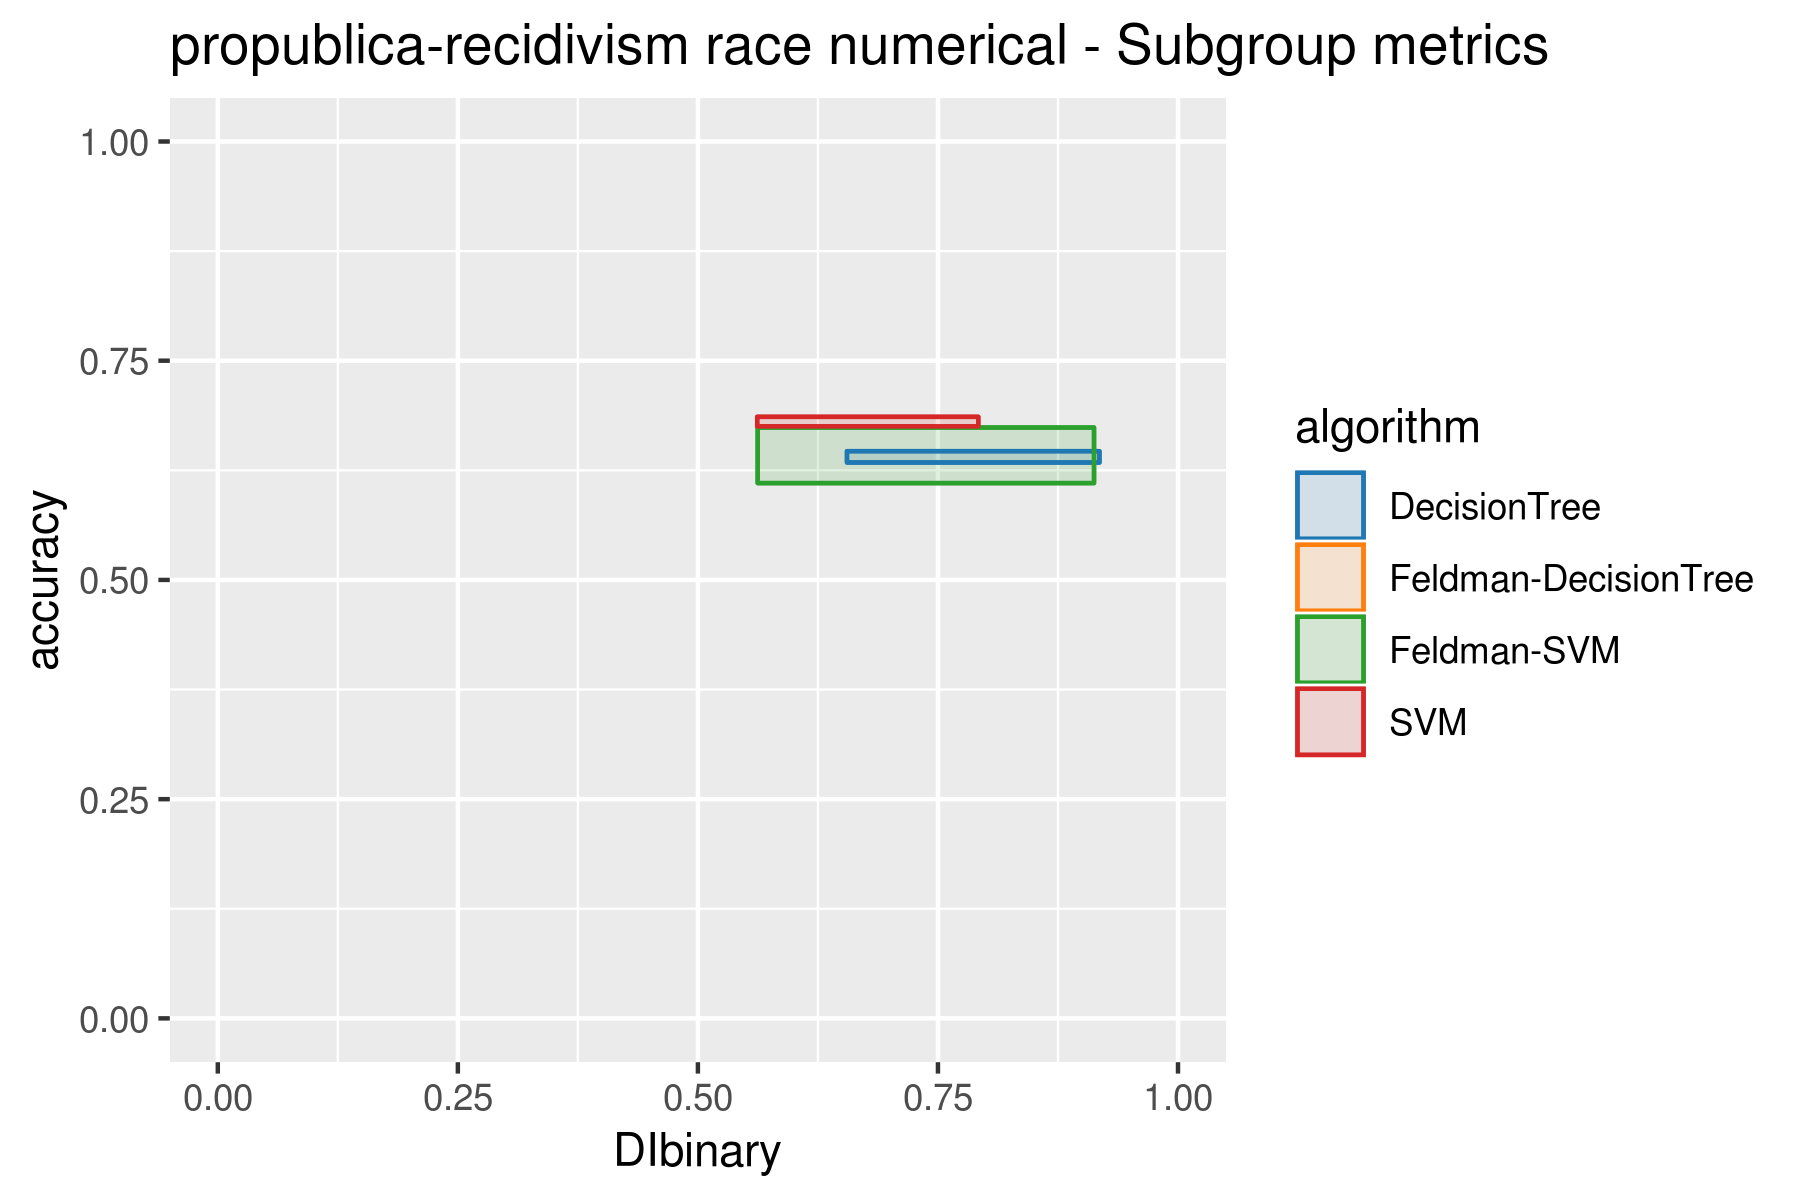 propublica-recidivism race numerical - Subgroup metrics
1.00
0.75
0.50
0.25
0.00
accuracy
0.00 0.25 0.50 0.75 1.00
DIbinary
algorithm
DecisionTree
Feldman-DecisionTree
Feldman-SVM
SVM